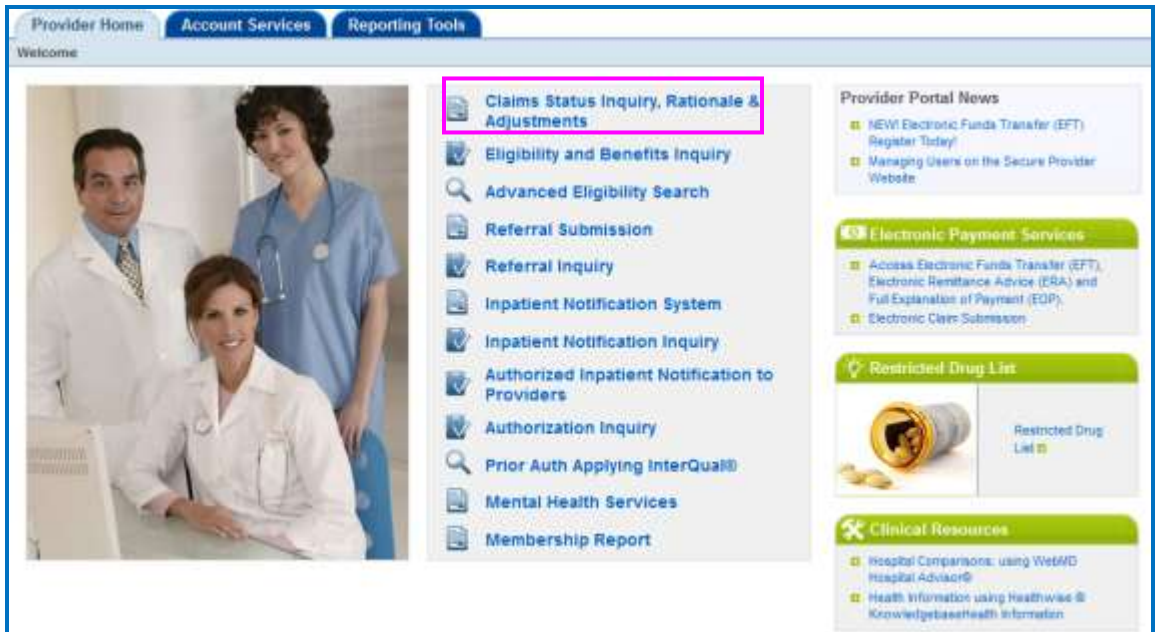 Provider Home
Account Services
Reporting Tools
Welcome
Claims Status Inquiry, Rationale &
Adjustments
Eligibility and Benefits Inquiry
Advanced Eligibility Search
Referral Submission
Referral Inquiry
Inpatient Notification System
Inpatient Notification Inquiry
Authorized Inpatient Notification to
Providers
Authorization Inquiry
Prior Auth Applying InterQual®
Mental Health Services
Membership Report
Provider Portal News
NEW! Electronic Funds Transfer (EFT)
Register Today!
Managing Users on the Secure Provider
Website
Electronic Payment Services
Access Electronic Funds Transfer (EFT),
Electronic Remittance Advice (ERA) and
Full Explanation of Payment (EOP).
Electronic Claim Submission
Restricted Drug List
Restricted Drug
List
Clinical Resources
Hospital Comparisons: using WebMD
Hospital Advisor®
Health Information using Healthwise ®
KnowledgebaseHealth Information